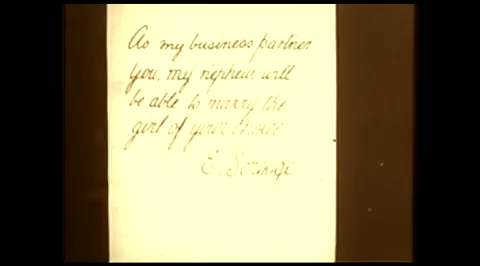 As my business partner
you, my nephew will
be able to marry the
girl of your choice
E. Scrooge